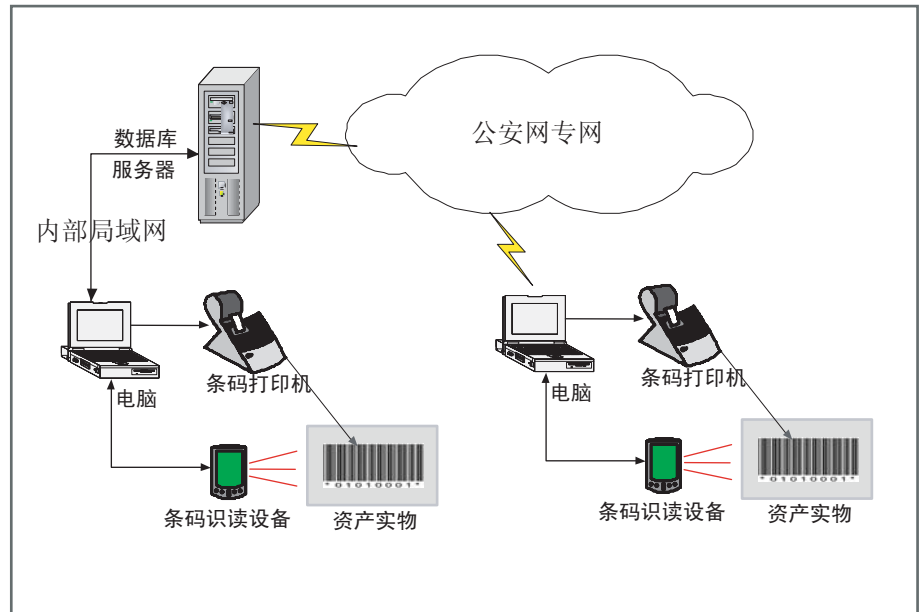 公安网专网
数据库
服务器
内部局域网
电脑
条码打印机
*01010001*
条码识读设备
资产实物
电脑
条码打印机
*01010001*
条码识读设备
资产实物